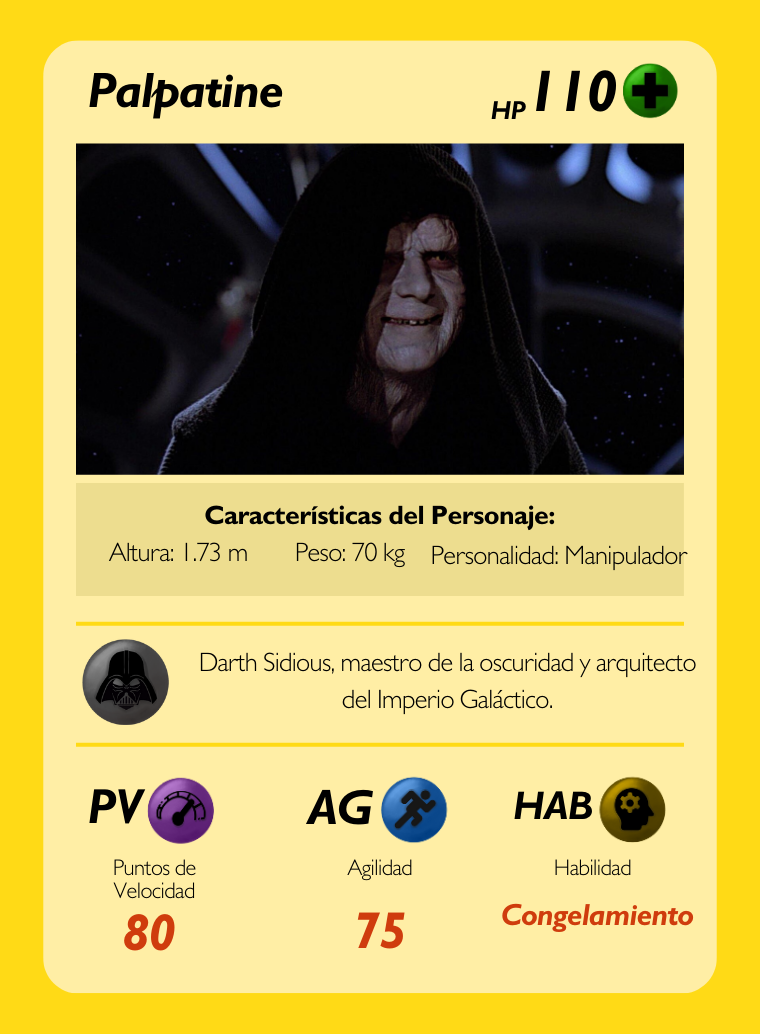 Palpatine
HP 110
Características del Personaje:
Altura: 1.73 m Peso: 70 kg Personalidad: Manipulador
Darth Sidious, maestro de la oscuridad y arquitecto
del Imperio Galáctico.
PV AG HAB
Puntos de Velocidad
Agilidad
Habilidad
80
75
Congelamiento